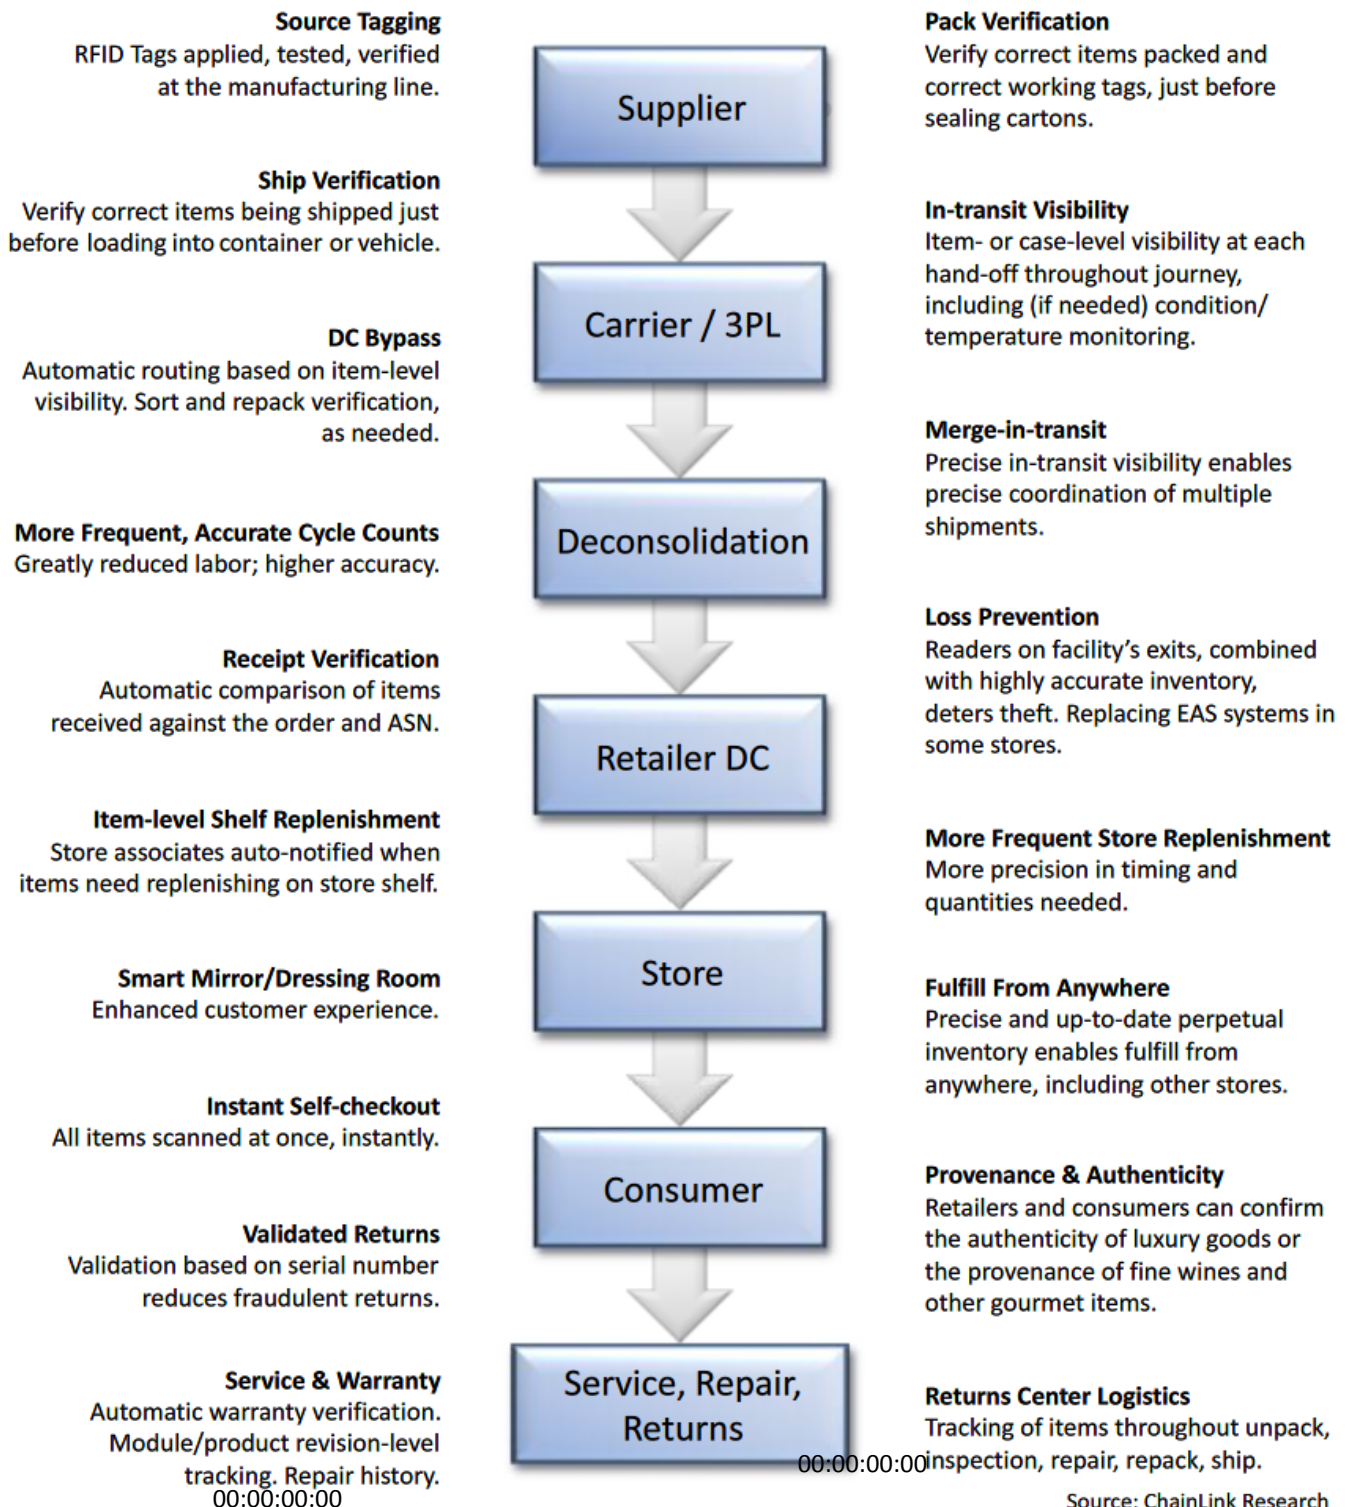 Source Tagging
RFID Tags applied, tested, verified
at the manufacturing line.
Ship Verification
Verify correct items being shipped just
before loading into container or vehicle.
DC Bypass
Automatic routing based on item-level
visibility. Sort and repack verification,
as needed.
More Frequent, Accurate Cycle Counts
Greatly reduced labor; higher accuracy.
Receipt Verification
Automatic comparison of items
received against the order and ASN.
Item-level Shelf Replenishment
Store associates auto-notified when
items need replenishing on store shelf.
Smart Mirror/Dressing Room
Enhanced customer experience.
Instant Self-checkout
All items scanned at once, instantly.
Validated Returns
Validation based on serial number
reduces fraudulent returns.
Service & Warranty
Automatic warranty verification.
Module/product revision-level
tracking. Repair history.
00:00:00:00
Supplier
Carrier / 3PL
Deconsolidation
Retailer DC
Store
Consumer
Service, Repair,
Returns
00:00:00:00
Pack Verification
Verify correct items packed and
correct working tags, just before
sealing cartons.
In-transit Visibility
Item- or case-level visibility at each
hand-off throughout journey,
including (if needed) condition/
temperature monitoring.
Merge-in-transit
Precise in-transit visibility enables
precise coordination of multiple
shipments.
Loss Prevention
Readers on facility's exits, combined
with highly accurate inventory,
deters theft. Replacing EAS systems in
some stores.
More Frequent Store Replenishment
More precision in timing and
quantities needed.
Fulfill From Anywhere
Precise and up-to-date perpetual
inventory enables fulfill from
anywhere, including other stores.
Provenance & Authenticity
Retailers and consumers can confirm
the authenticity of luxury goods or
the provenance of fine wines and
other gourmet items.
Returns Center Logistics
Tracking of items throughout unpack,
inspection, repair, repack, ship.
Source: ChainLink Research